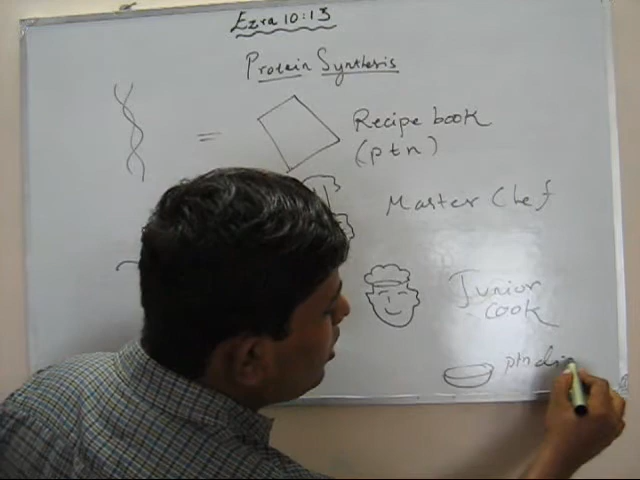 Ezra 10:13
Protein Synthesis
=
Recipe book
(ptn)
Master Chef
Junior
cook
ptn